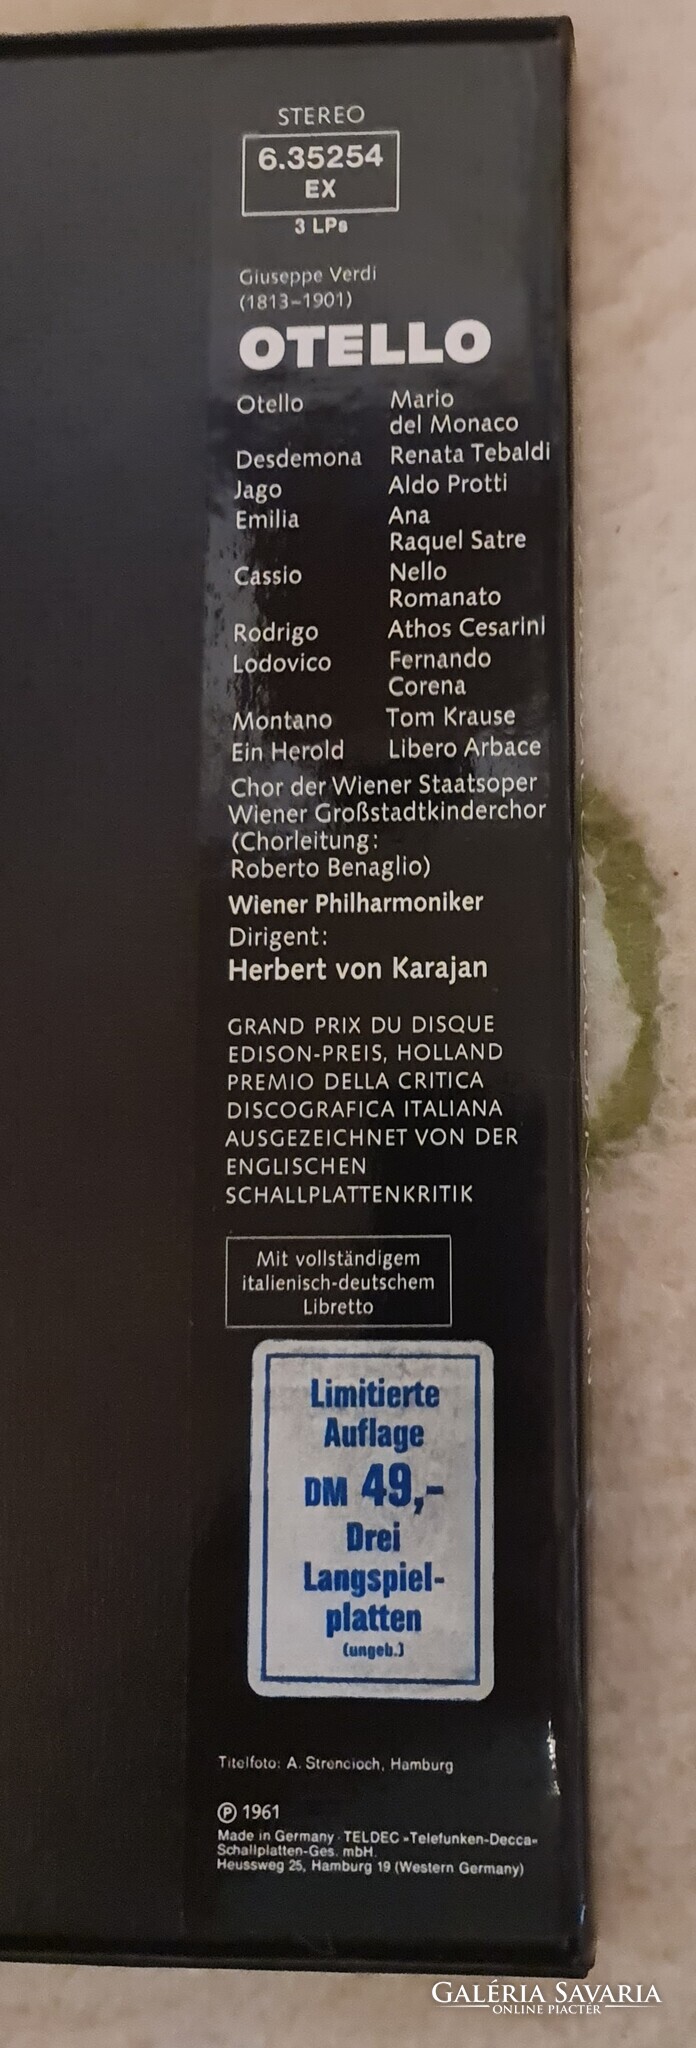 STEREO
6.35254
EX
3 LPs
Giuseppe Verdi
(1813–1901)
OTELLO
Otello Mario
del Monaco
Desdemona Renata Tebaldi
Jago Aldo Protti
Emilia Ana
Raquel Satre
Cassio Nello
Romanato
Rodrigo Athos Cesarini
Lodovico Fernando
Corena
Montano Tom Krause
Ein Herold Libero Arbace
Chor der Wiener Staatsoper
Wiener Großstadtkinderchor
(Chorleitung:
Roberto Benaglio)
Wiener Philharmoniker
Dirigent:
Herbert von Karajan
GRAND PRIX DU DISQUE
EDISON-PREIS, HOLLAND
PREMIO DELLA CRITICA
DISCOGRAFICA ITALIANA
AUSGEZEICHNET VON DER
ENGLISCHEN
SCHALLPLATTENKRITIK
Mit vollständigem
italienisch-deutschem
Libretto
Limitierte
Auflage
DM 49,-
Drei
Langspiel-
platten
(ungeb.)
Titelfoto: A. Hamburg
℗ 1961
Made in Germany · TELDEC »Telefunken-Decca«
Schallplatten-Ges. mbH.
Heussweg 25, Hamburg 19 (Western Germany)
GALÉRIA SAVARIA
ONLINE PIACTÉR